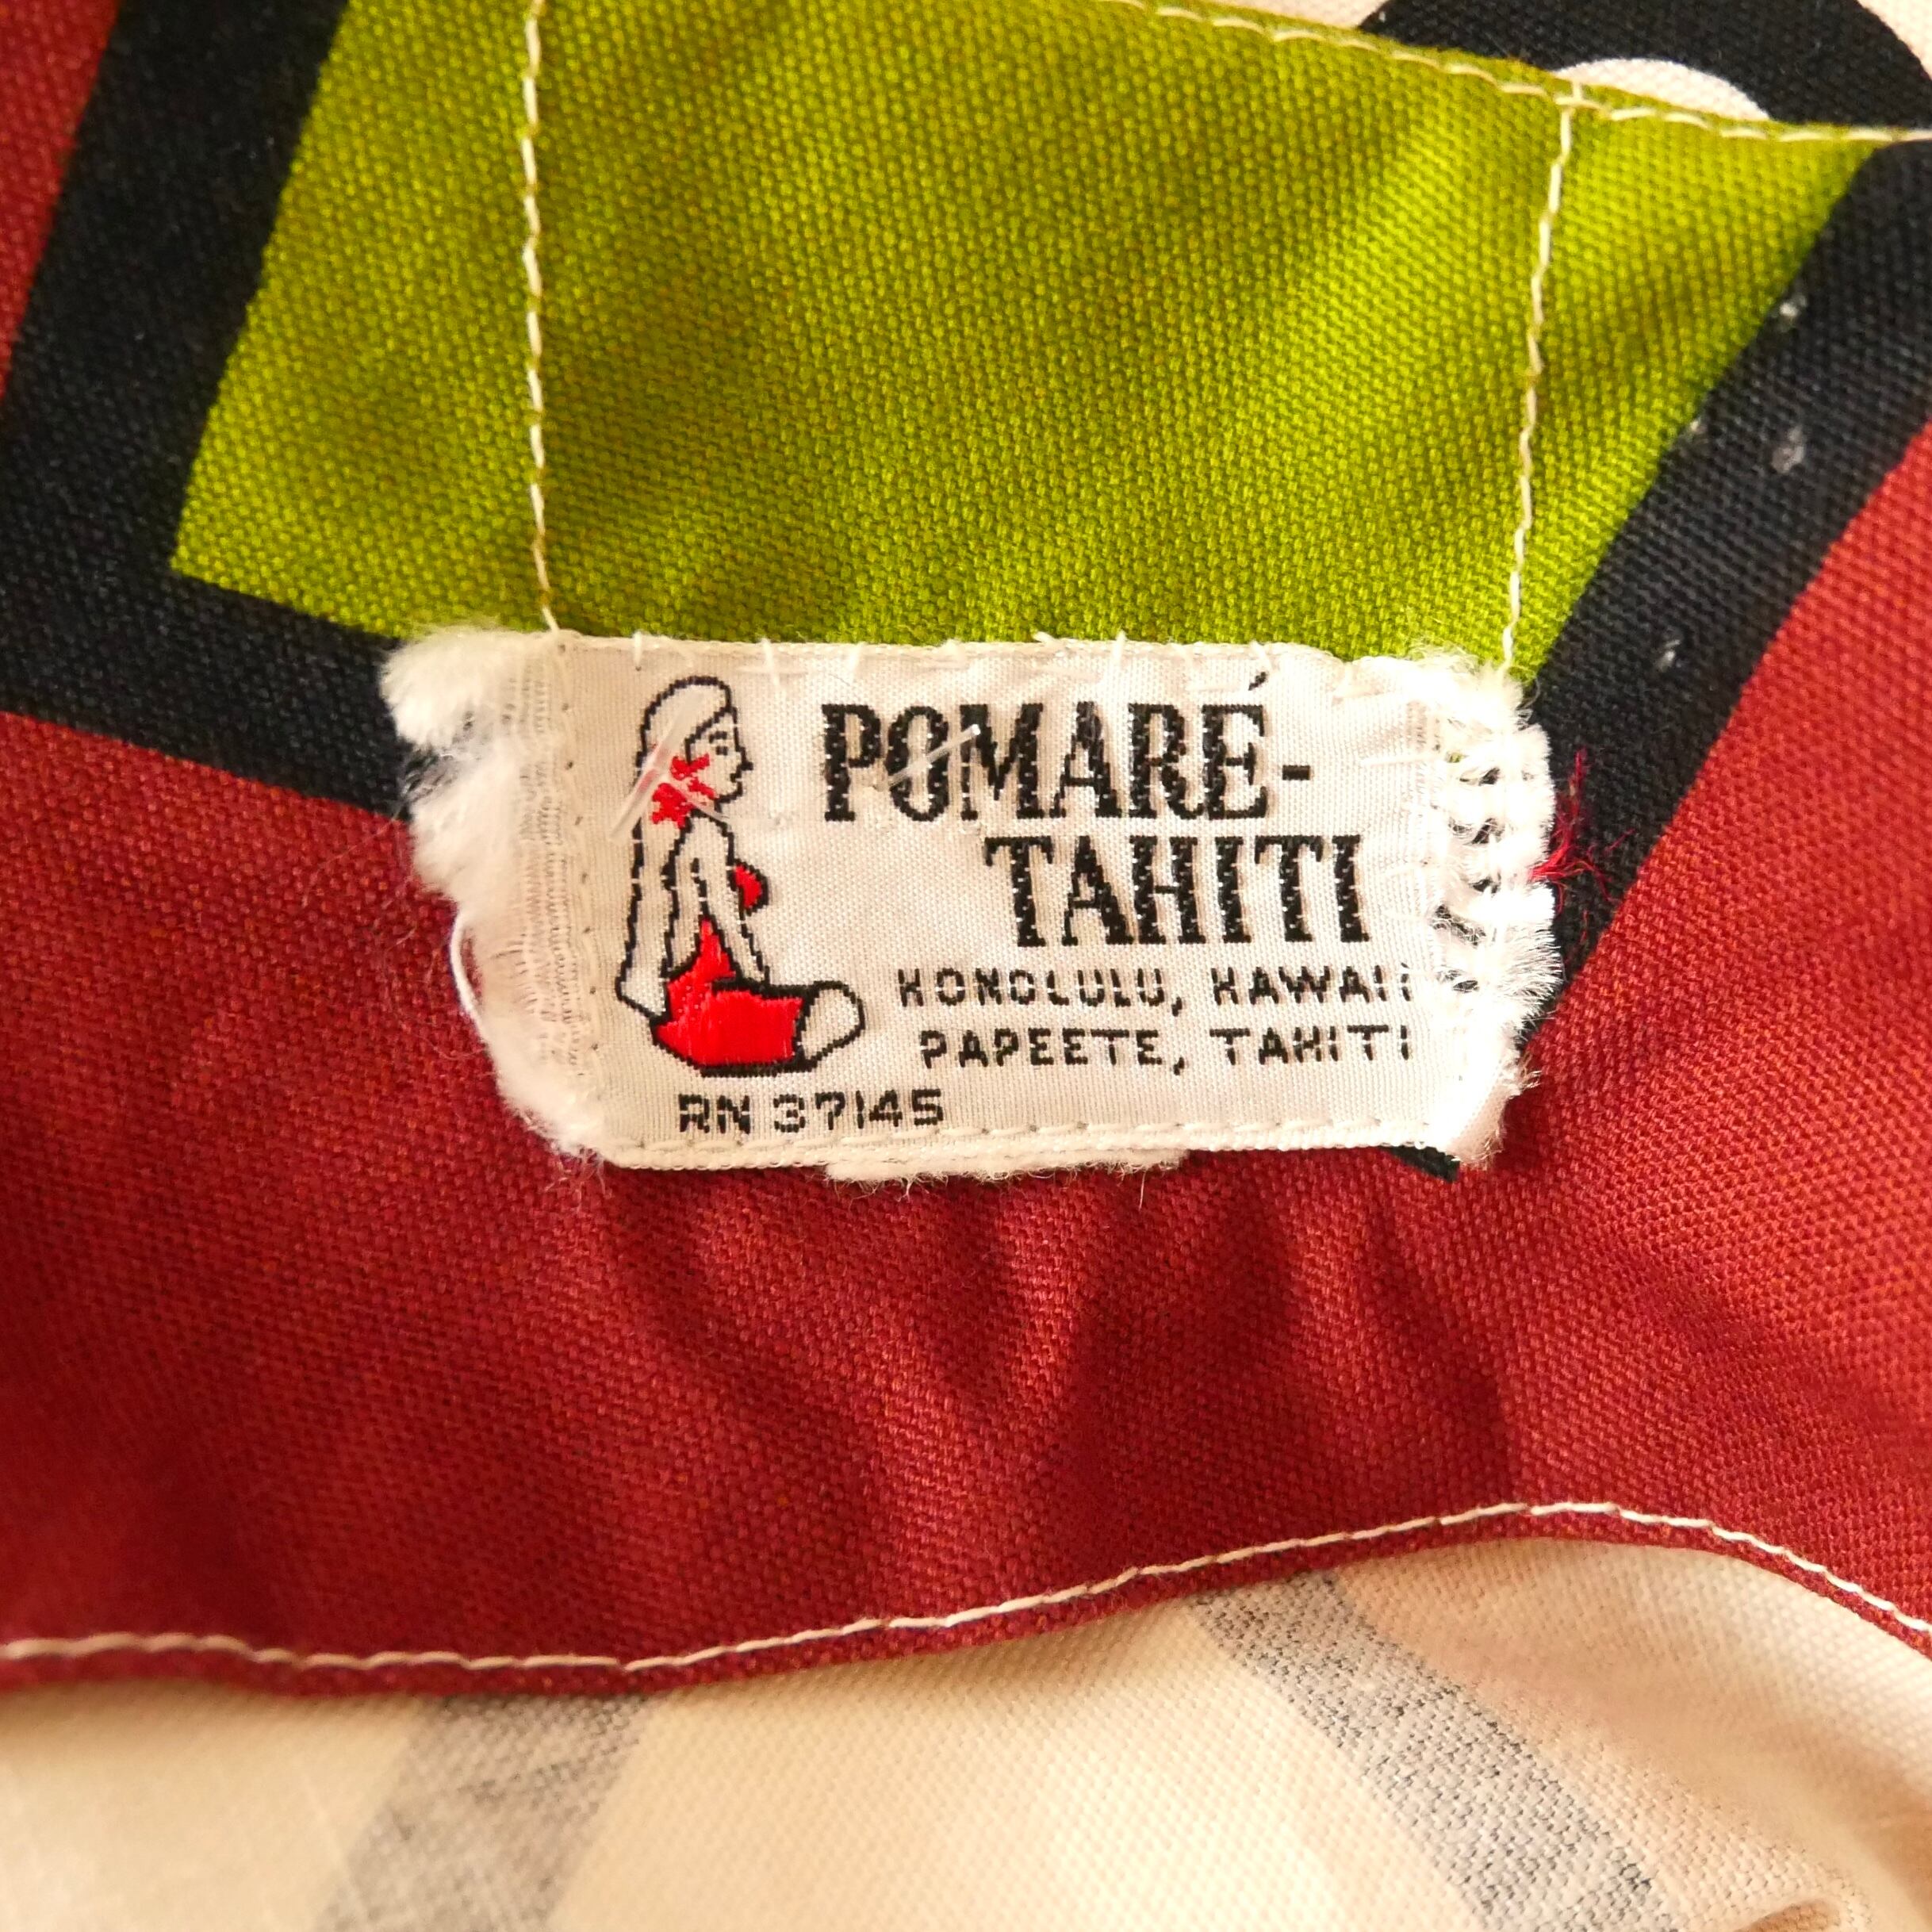 POMARÉ-
TAHITI
HONOLULU, HAWAII
PAPEETE, TAHITI
RN 37145